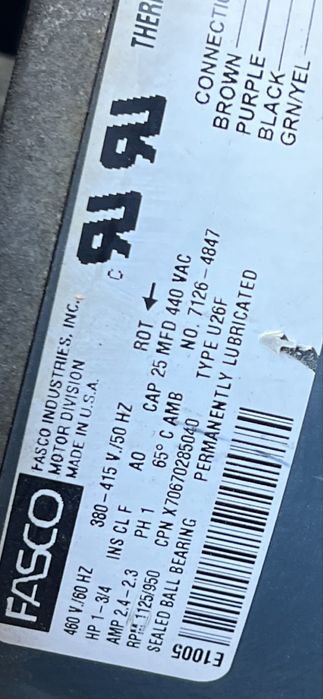 FASCO
FASCO INDUSTRIES, INC.
MOTOR DIVISION
MADE IN U.S.A.
460 V./60 HZ 380-415 V./50 HZ
HP 1-3/4 INS CL F AO ROT ←
AMP 2.4-2.3 PH 1 65° C AMB CAP 25 MFD 440 VAC
RPM 1125/950 CPN X70670285040 NO. 7126-4847
SEALED BALL BEARING PERMANENTLY LUBRICATED TYPE U26F
E1005
C RU RU
BROWN
PURPLE
BLACK
GRN/YEL